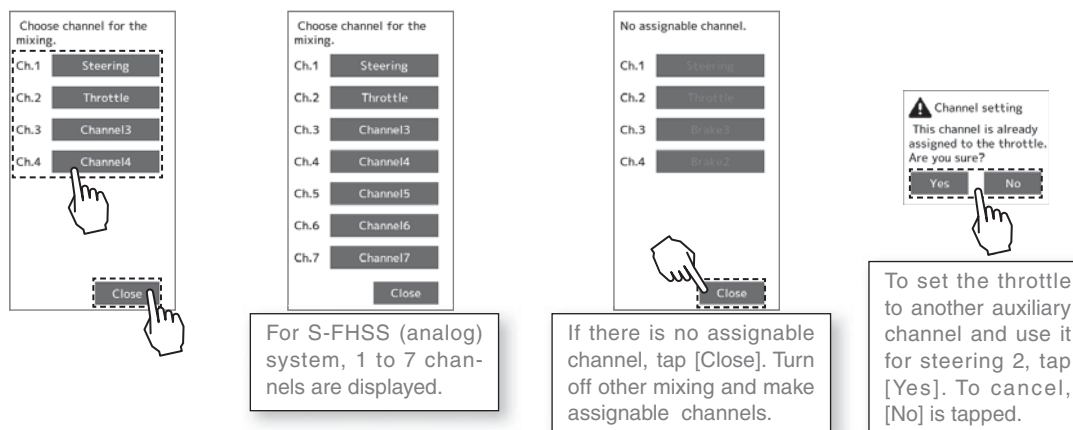 Choose channel for the
mixing.
Ch.1 Steering
Ch.2 Throttle
Ch.3 Channel3
Ch.4 Channel4
Close
Choose channel for the
mixing.
Ch.1 Steering
Ch.2 Throttle
Ch.3 Channel3
Ch.4 Channel4
Ch.5 Channel5
Ch.6 Channel6
Ch.7 Channel7
Close
For S-FHSS (analog)
system, 1 to 7 chan-
nels are displayed.
No assignable channel.
Ch.1 Steering
Ch.2 Throttle
Ch.3 Brake3
Ch.4 Brake2
Close
If there is no assignable
channel, tap [Close]. Turn
off other mixing and make
assignable channels.
Channel setting
This channel is already
assigned to the throttle.
Are you sure?
Yes No
To set the throttle
to another auxiliary
channel and use it
for steering 2, tap
[Yes]. To cancel,
[No] is tapped.